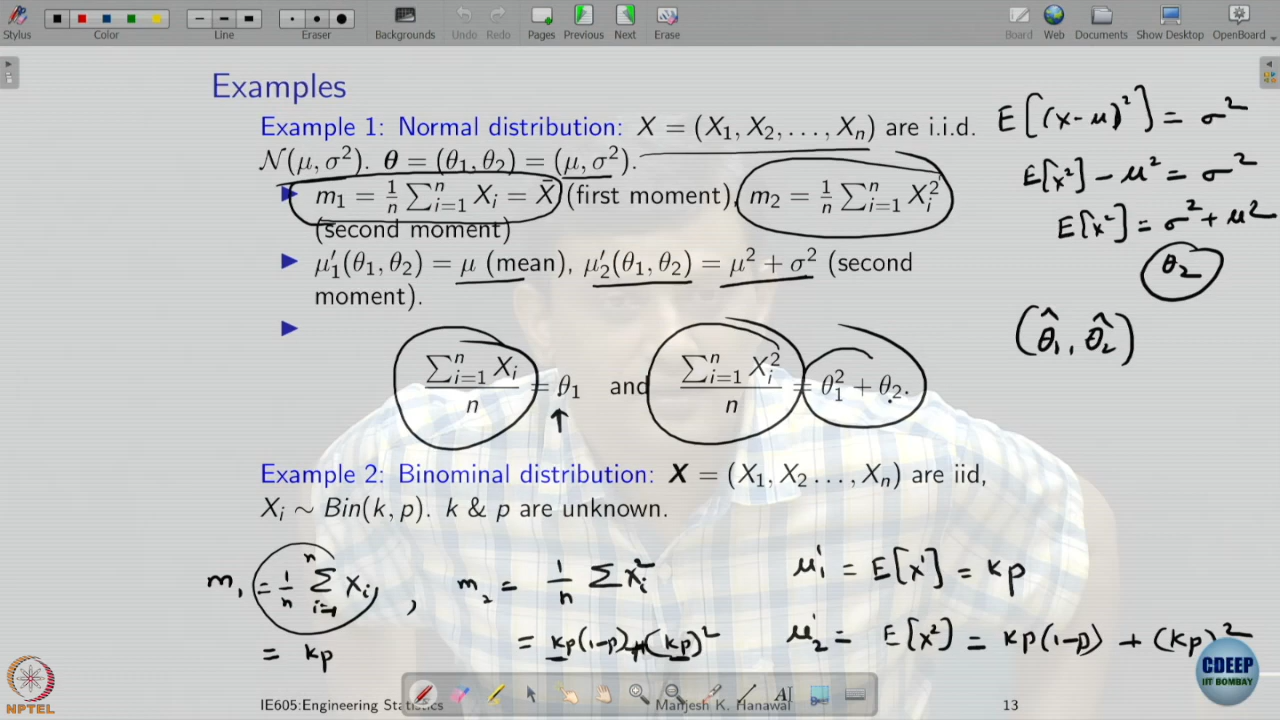 Stylus
Color
Line
Eraser
Backgrounds
Undo
Redo
Pages
Previous
Next
Erase
Board
Web
Documents
Show Desktop
OpenBoard
Examples
Example 1: Normal distribution: X = (X₁, X₂, . . . , Xₙ) are i.i.d.
N(μ, σ²). θ = (θ₁, θ₂) = (μ, σ²).
▶ m₁ = 1/n ∑ⁿᵢ₌₁ Xᵢ = X̄ (first moment), m₂ = 1/n ∑ⁿᵢ₌₁ Xᵢ²
(second moment)
▶ μ′₁(θ₁, θ₂) = μ (mean), μ′₂(θ₁, θ₂) = μ² + σ² (second
moment).
▶
∑ⁿᵢ₌₁ Xᵢ / n = θ₁ and ∑ⁿᵢ₌₁ Xᵢ² / n = θ₁² + θ₂.
E[(x-μ)²] = σ²
E[x²] - μ² = σ²
E[x²] = σ² + μ²
θ₂
(θ̂₁, θ̂₂)
Example 2: Binominal distribution: X = (X₁, X₂ . . . , Xₙ) are iid,
Xᵢ ∼ Bin(k, p). k & p are unknown.
m₁ = 1/n ∑ⁿᵢ₌₁ Xᵢ , m₂ = 1/n ∑ Xᵢ²
= kp
= kp(1-p) + (kp)²
μ₁' = E[x'] = kp
μ₂' = E[x²] = kp(1-p) + (kp)²
NPTEL
IE605:Engineering Statistics
Manjesh K. Hanawal
13
CDEEP
IIT BOMBAY